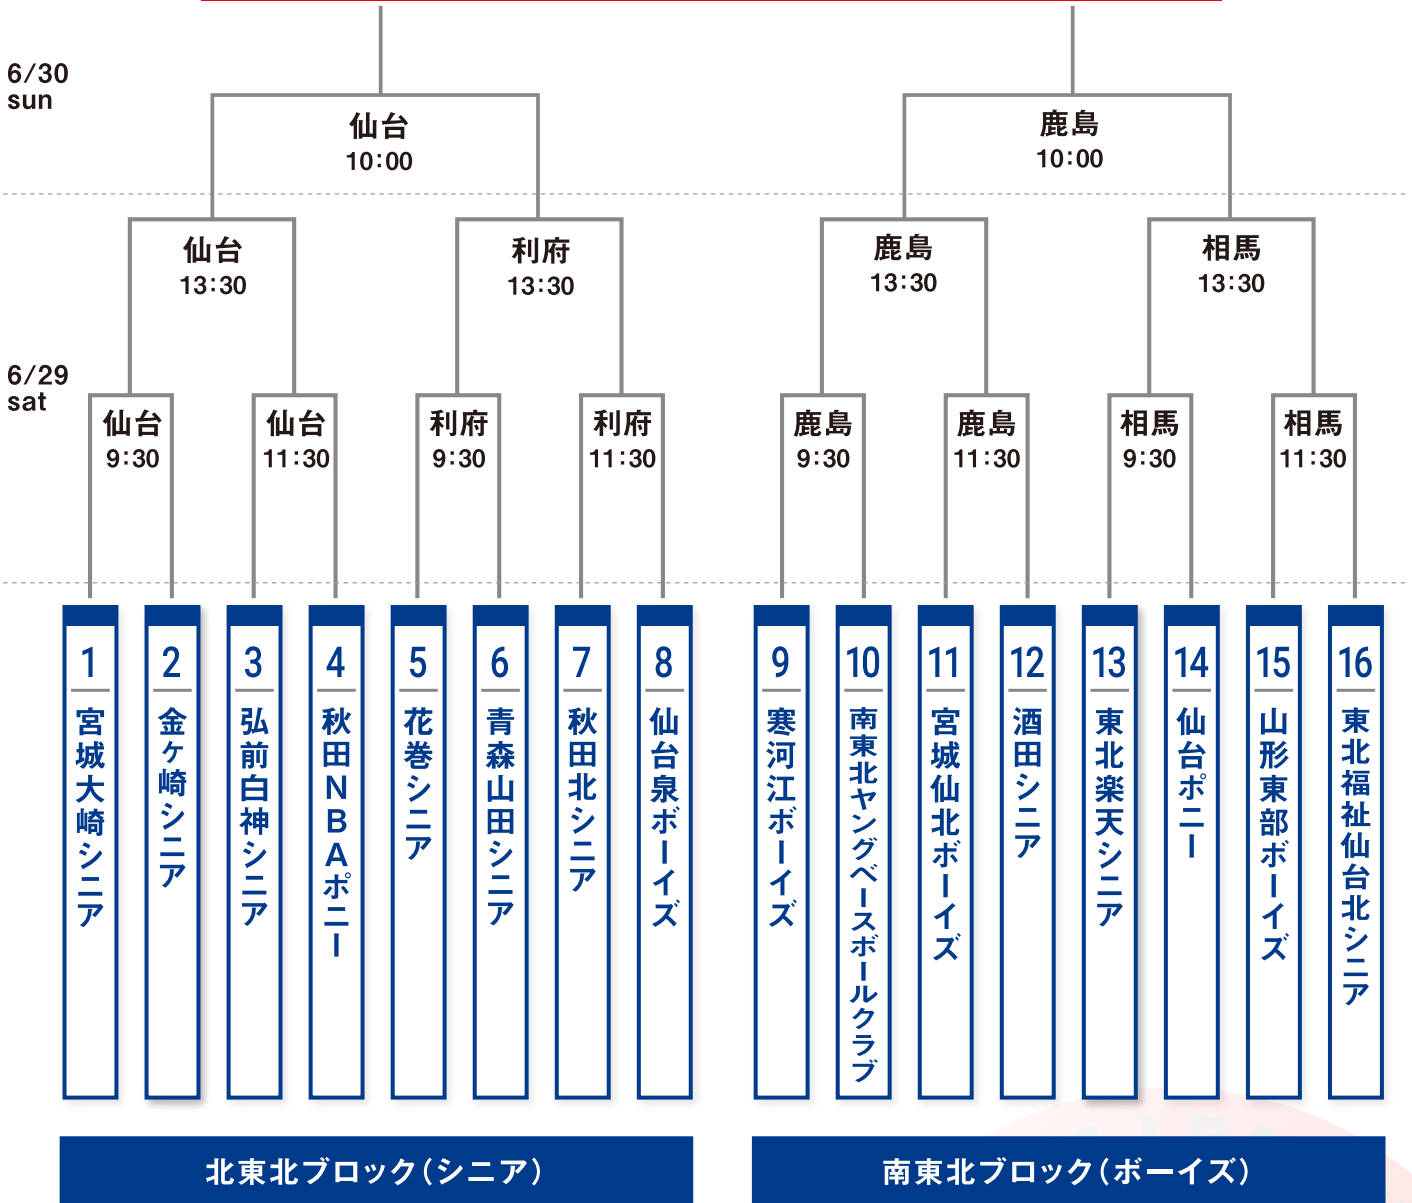 6/30
sun
仙台
10:00
鹿島
10:00
仙台
13:30
利府
13:30
鹿島
13:30
相馬
13:30
6/29
sat
仙台
9:30
仙台
11:30
利府
9:30
利府
11:30
鹿島
9:30
鹿島
11:30
相馬
9:30
相馬
11:30
1
宮城大崎シニア
2
金ケ崎シニア
3
弘前白神シニア
4
秋田NBAポニー
5
花巻シニア
6
青森山田シニア
7
秋田北シニア
8
仙台泉ボーイズ
9
寒河江ボーイズ
10
南東北ヤングベースボールクラブ
11
宮城仙北ボーイズ
12
酒田シニア
13
東北楽天シニア
14
仙台ポニー
15
山形東部ボーイズ
16
東北福祉仙台北シニア
北東北ブロック(シニア)
南東北ブロック(ボーイズ)